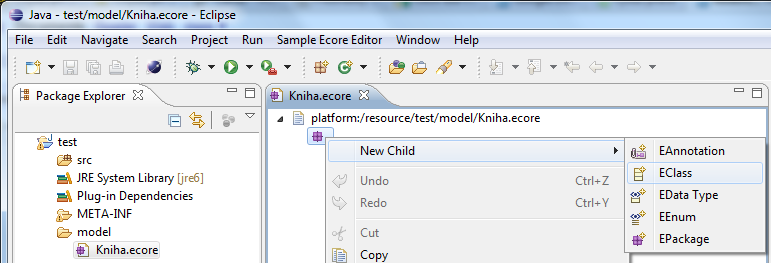 Java - test/model/Kniha.ecore - Eclipse
File Edit Navigate Search Project Run Sample Ecore Editor Window Help
Package Explorer
test
src
JRE System Library [jre6]
Plug-in Dependencies
META-INF
model
Kniha.ecore
Kniha.ecore
platform:/resource/test/model/Kniha.ecore
New Child
Undo Ctrl+Z
Redo Ctrl+Y
Cut
Copy
EAnnotation
EClass
EData Type
EEnum
EPackage